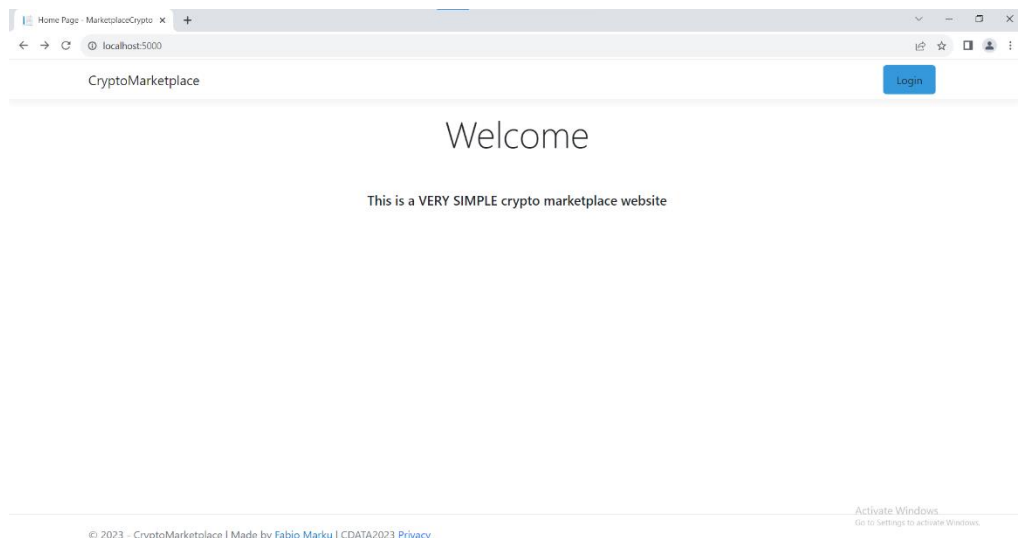 Home Page - MarketplaceCrypto
localhost:5000
CryptoMarketplace
Login
Welcome
This is a VERY SIMPLE crypto marketplace website
Activate Windows
Go to Settings to activate Windows.
© 2023 - CryptoMarketplace | Made by Fabio Marku | CDATA2023 Privacy